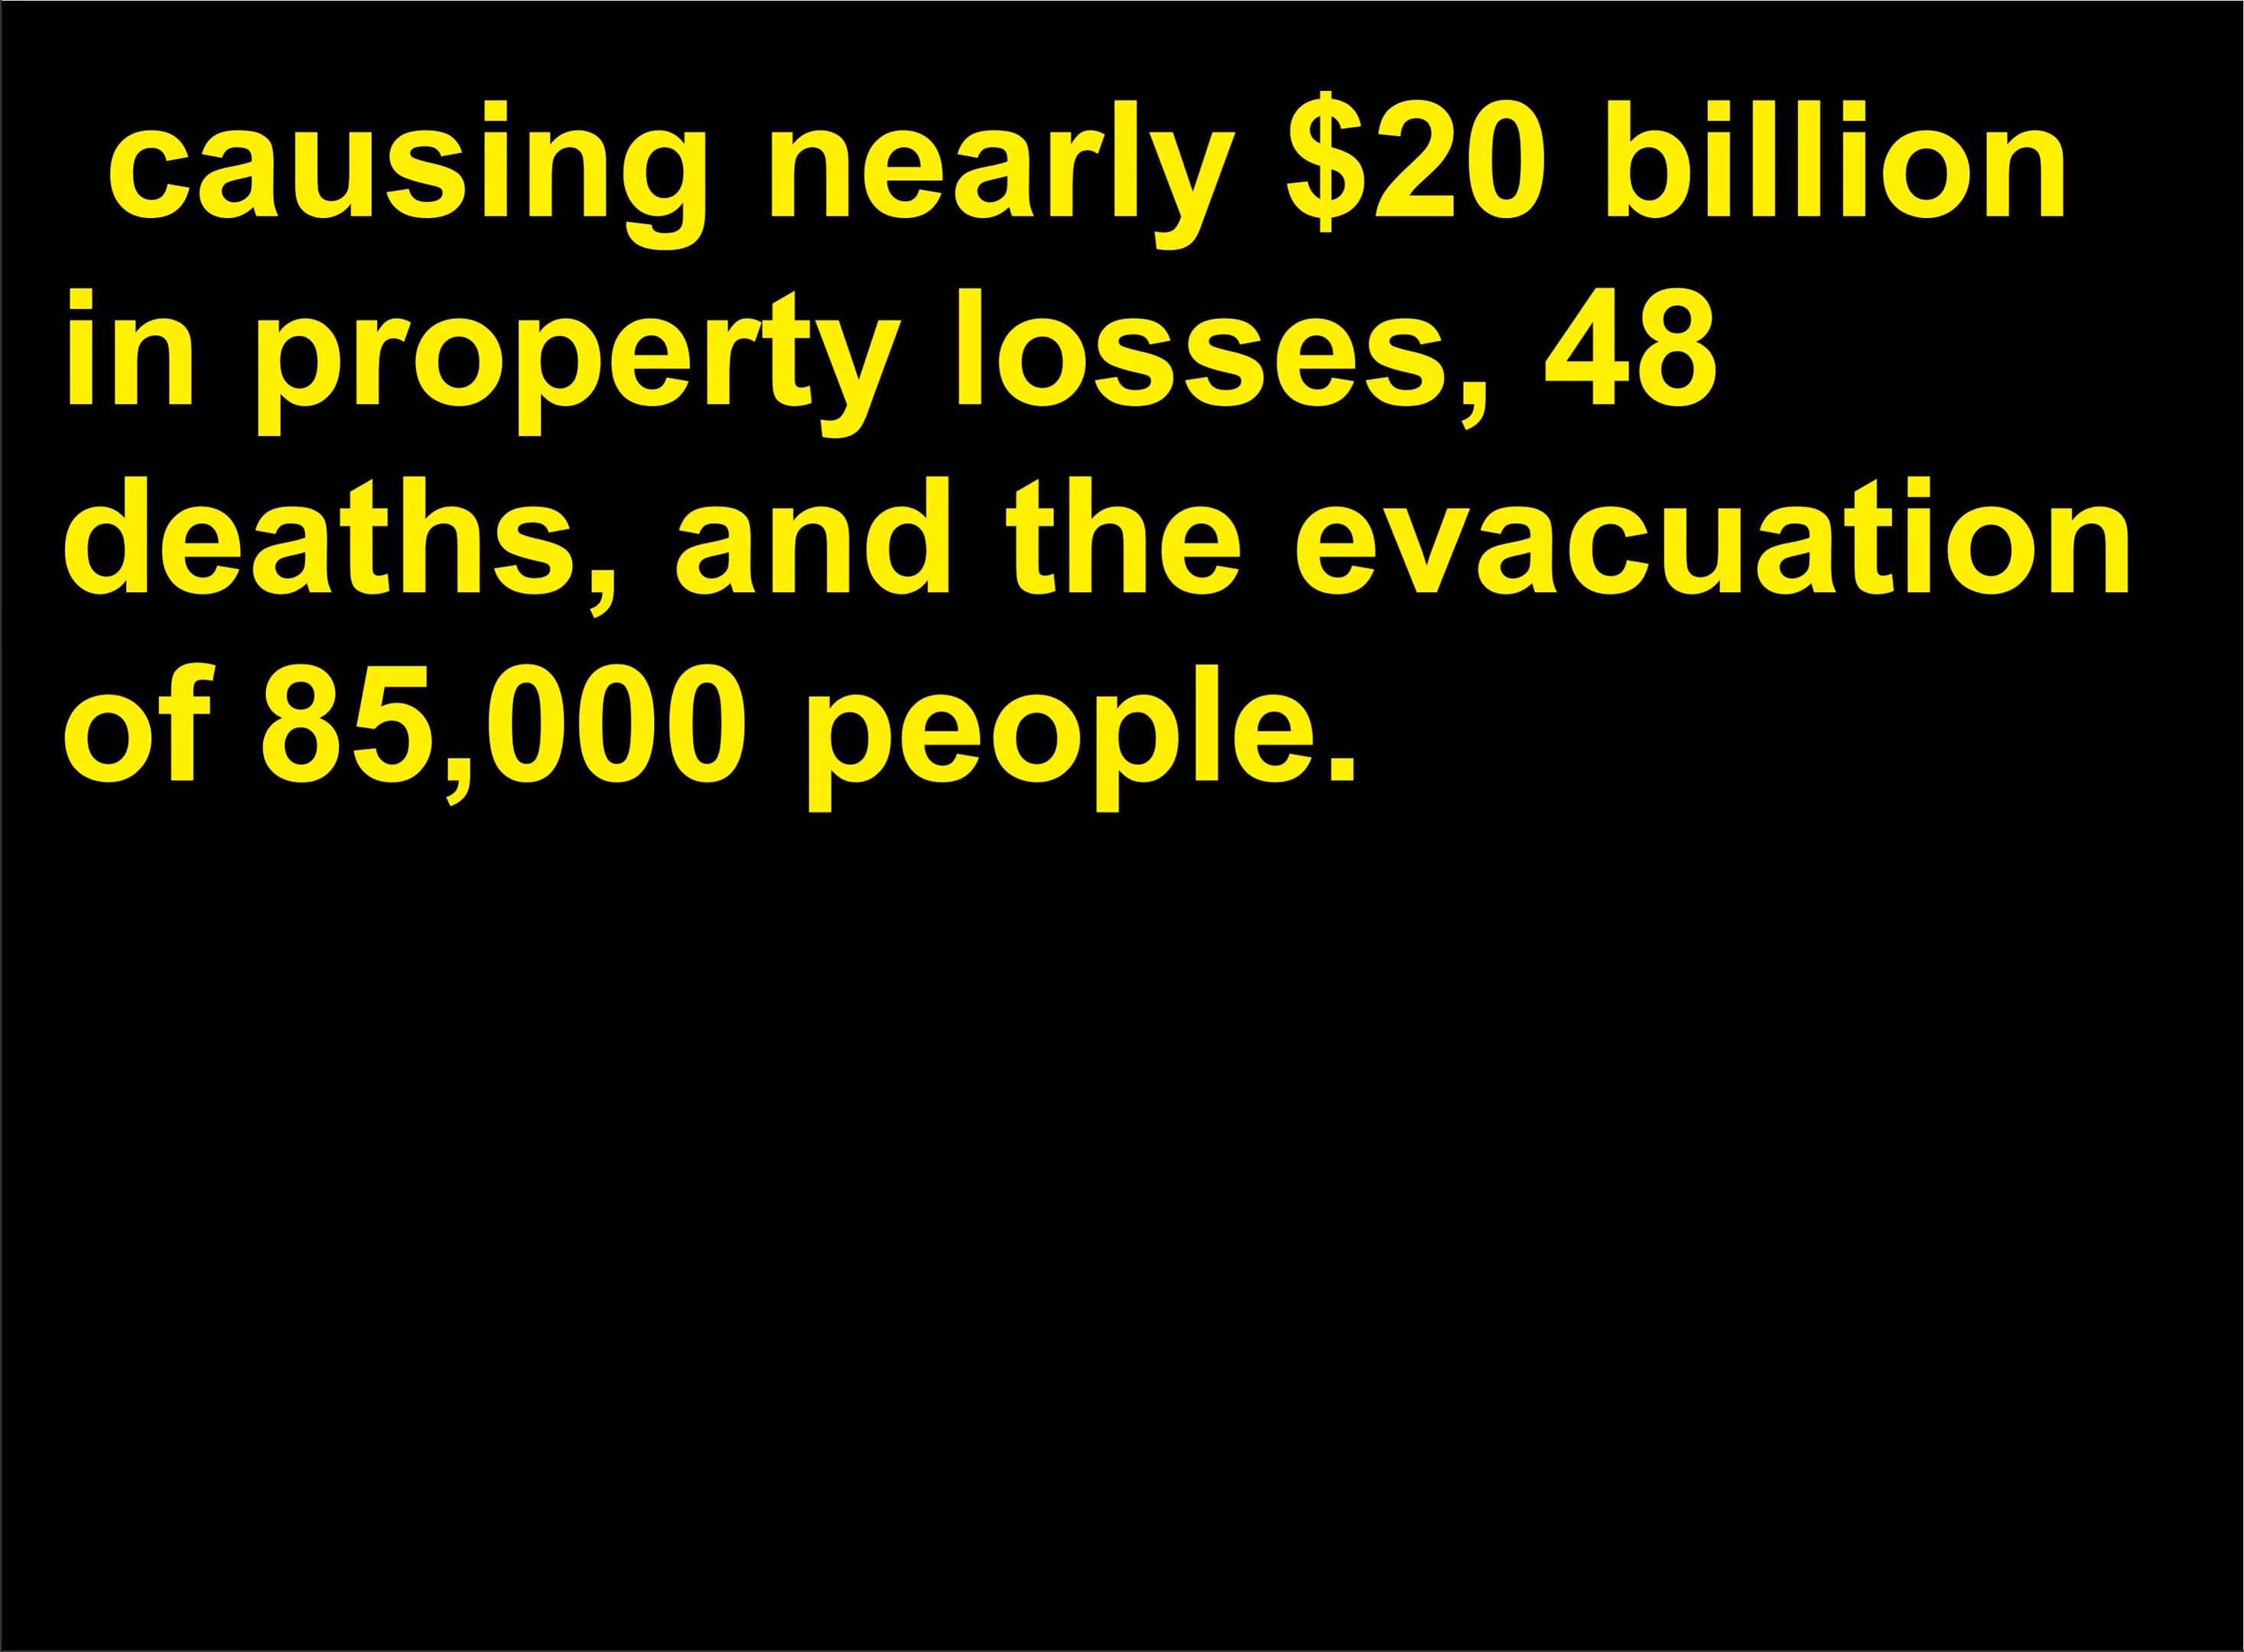 causing nearly $20 billion
in property losses, 48
deaths, and the evacuation
of 85,000 people.